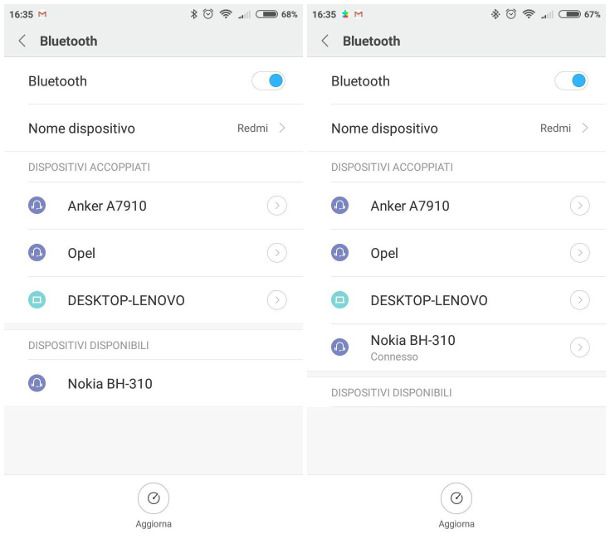 16:35 68%
Bluetooth
Bluetooth
Nome dispositivo Redmi
DISPOSITIVI ACCOPPIATI
Anker A7910
Opel
DESKTOP-LENOVO
DISPOSITIVI DISPONIBILI
Nokia BH-310
Aggiorna
16:35 67%
Bluetooth
Bluetooth
Nome dispositivo Redmi
DISPOSITIVI ACCOPPIATI
Anker A7910
Opel
DESKTOP-LENOVO
Nokia BH-310
Connesso
DISPOSITIVI DISPONIBILI
Aggiorna